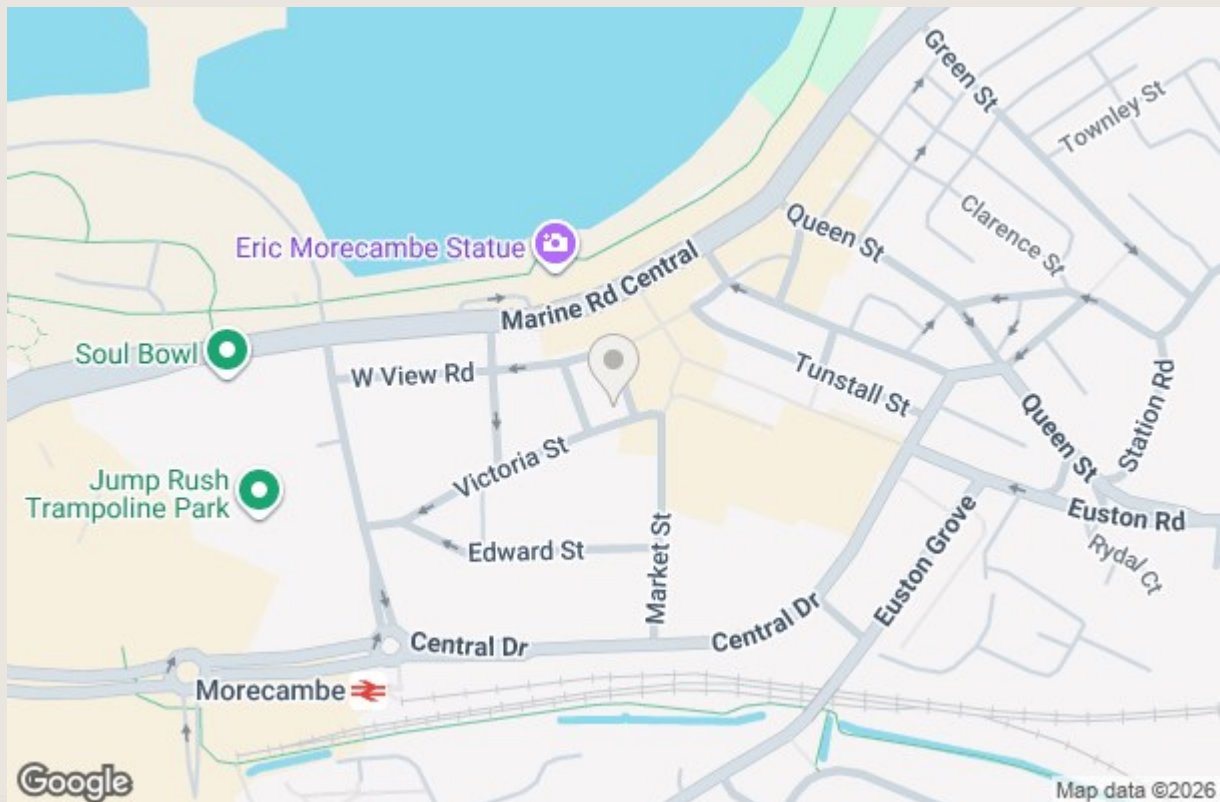 Green St
Townley St
Clarence St
Queen St
Eric Morecambe Statue
Marine Rd Central
Soul Bowl
W View Rd
Tunstall St
Station Rd
Queen St
Victoria St
Jump Rush
Trampoline Park
Euston Rd
Edward St
Market St
Euston Grove
Rydal Ct
Central Dr
Central Dr
Morecambe
Google
Map data ©2026